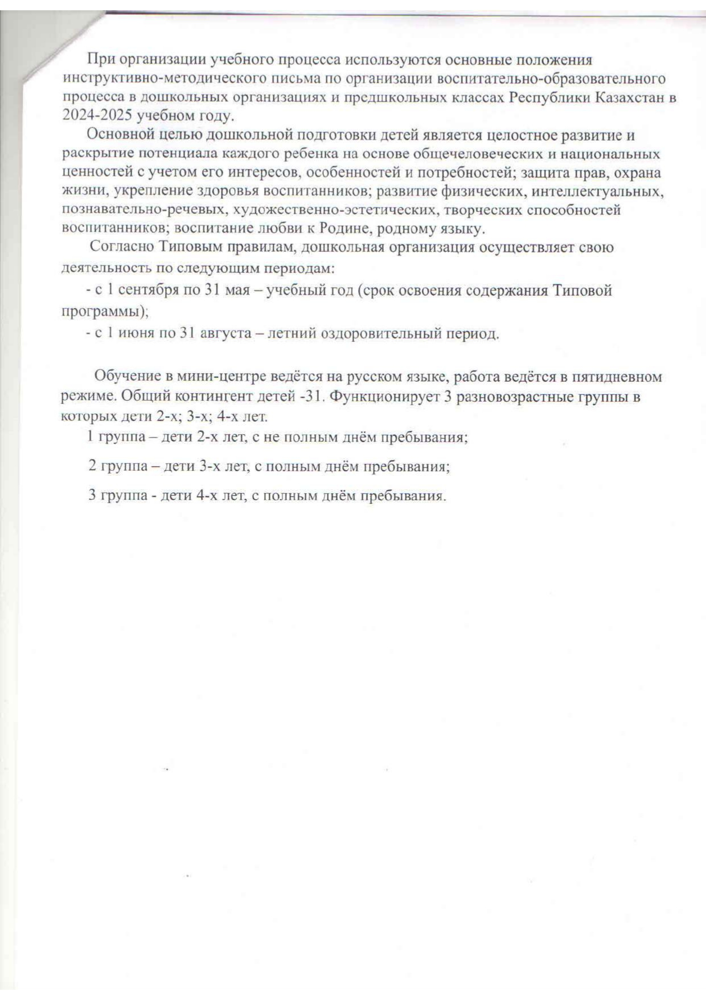 При организации учебного процесса используются основные положения
инструктивно-методического письма по организации воспитательно-образовательного
процесса в дошкольных организациях и предшкольных классах Республики Казахстан в
2024-2025 учебном году.
Основной целью дошкольной подготовки детей является целостное развитие и
раскрытие потенциала каждого ребенка на основе общечеловеческих и национальных
ценностей с учетом его интересов, особенностей и потребностей; защита прав, охрана
жизни, укрепление здоровья воспитанников; развитие физических, интеллектуальных,
познавательно-речевых, художественно-эстетических, творческих способностей
воспитанников; воспитание любви к Родине, родному языку.
Согласно Типовым правилам, дошкольная организация осуществляет свою
деятельность по следующим периодам:
- с 1 сентября по 31 мая – учебный год (срок освоения содержания Типовой
программы);
- с 1 июня по 31 августа – летний оздоровительный период.
Обучение в мини-центре ведётся на русском языке, работа ведётся в пятидневном
режиме. Общий контингент детей -31. Функционирует 3 разновозрастные группы в
которых дети 2-х; 3-х; 4-х лет.
1 группа – дети 2-х лет, с не полным днём пребывания;
2 группа – дети 3-х лет, с полным днём пребывания;
3 группа - дети 4-х лет, с полным днём пребывания.